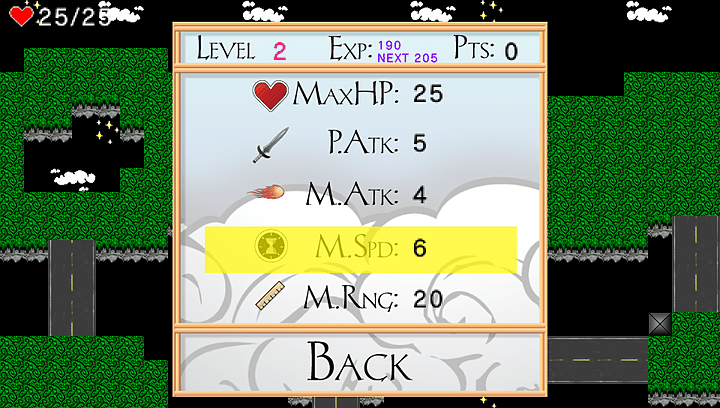 25/25
LEVEL 2 EXP: 190 NEXT 205 PTS: 0
MAXHP: 25
P.ATK: 5
M.ATK: 4
M.SPD: 6
M.RNG: 20
BACK